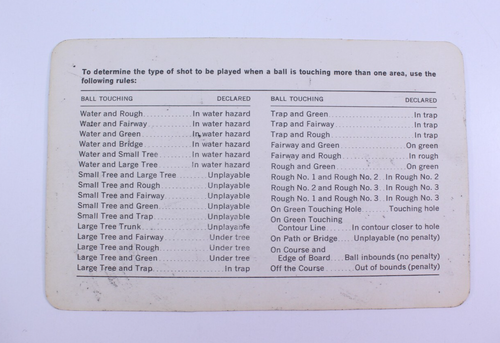 To determine the type of shot to be played when a ball is touching more than one area, use the
following rules:
BALL TOUCHING DECLARED
Water and Rough In water hazard
Water and Fairway In water hazard
Water and Green In water hazard
Water and Bridge In water hazard
Water and Small Tree In water hazard
Water and Large Tree In water hazard
Small Tree and Large Tree Unplayable
Small Tree and Rough Unplayable
Small Tree and Fairway Unplayable
Small Tree and Green Unplayable
Small Tree and Trap Unplayable
Large Tree Trunk Unplayable
Large Tree and Fairway Under tree
Large Tree and Rough Under tree
Large Tree and Green Under tree
Large Tree and Trap In trap
BALL TOUCHING DECLARED
Trap and Green In trap
Trap and Fairway In trap
Trap and Rough In trap
Fairway and Green On green
Fairway and Rough In rough
Rough and Green On green
Rough No. 1 and Rough No. 2 In Rough No. 2
Rough No. 2 and Rough No. 3 In Rough No. 3
Rough No. 1 and Rough No. 3 In Rough No. 3
On Green Touching Hole Touching hole
On Green Touching
Contour Line In contour closer to hole
On Path or Bridge Unplayable (no penalty)
On Course and
Edge of Board Ball inbounds (no penalty)
Off the Course Out of bounds (penalty)